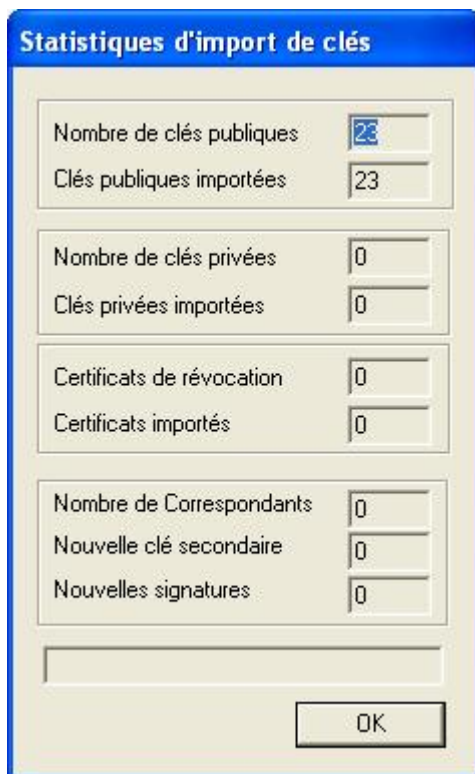 Statistiques d'import de clés
Nombre de clés publiques 23
Clés publiques importées 23
Nombre de clés privées 0
Clés privées importées 0
Certificats de révocation 0
Certificats importés 0
Nombre de Correspondants 0
Nouvelle clé secondaire 0
Nouvelles signatures 0
OK